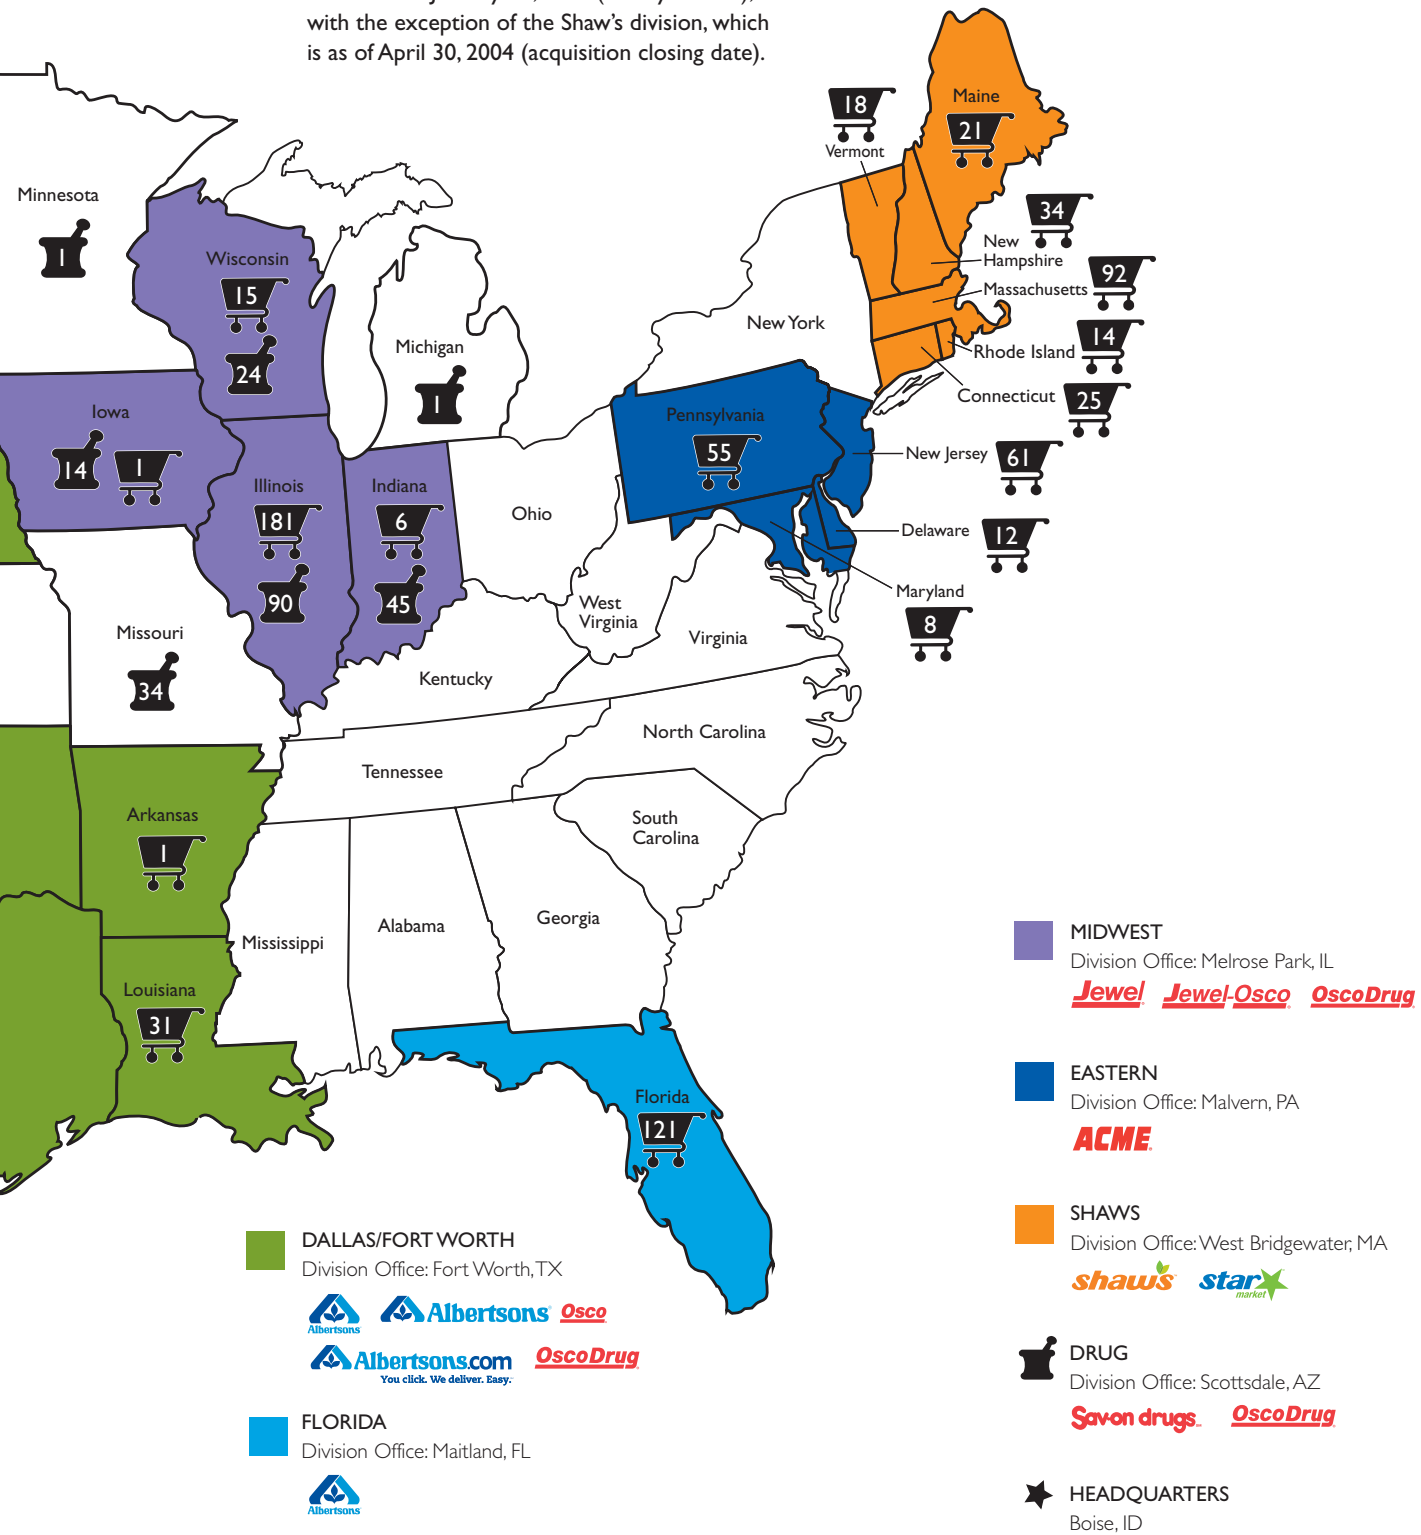 with the exception of the Shaw's division, which
is as of April 30, 2004 (acquisition closing date).
18
Vermont
Maine
21
Minnesota
1
34
New
Hampshire
Wisconsin
15
24
92
Massachusetts
New York
14
Rhode Island
Michigan
1
25
Connecticut
Iowa
14
1
Pennsylvania
55
New Jersey
61
Illinois
181
90
Indiana
6
45
Ohio
Delaware
12
Maryland
8
West
Virginia
Virginia
Missouri
34
Kentucky
North Carolina
Tennessee
Arkansas
1
South
Carolina
Mississippi
Alabama
Georgia
Louisiana
31
Florida
121
MIDWEST
Division Office: Melrose Park, IL
Jewel Jewel-Osco Osco Drug
EASTERN
Division Office: Malvern, PA
ACME
SHAWS
Division Office: West Bridgewater, MA
shaw's star market
DRUG
Division Office: Scottsdale, AZ
Sav-on drugs Osco Drug
HEADQUARTERS
Boise, ID
DALLAS/FORT WORTH
Division Office: Fort Worth, TX
Albertsons Albertsons Osco
Albertsons.com Osco Drug
You click. We deliver. Easy.
FLORIDA
Division Office: Maitland, FL
Albertsons